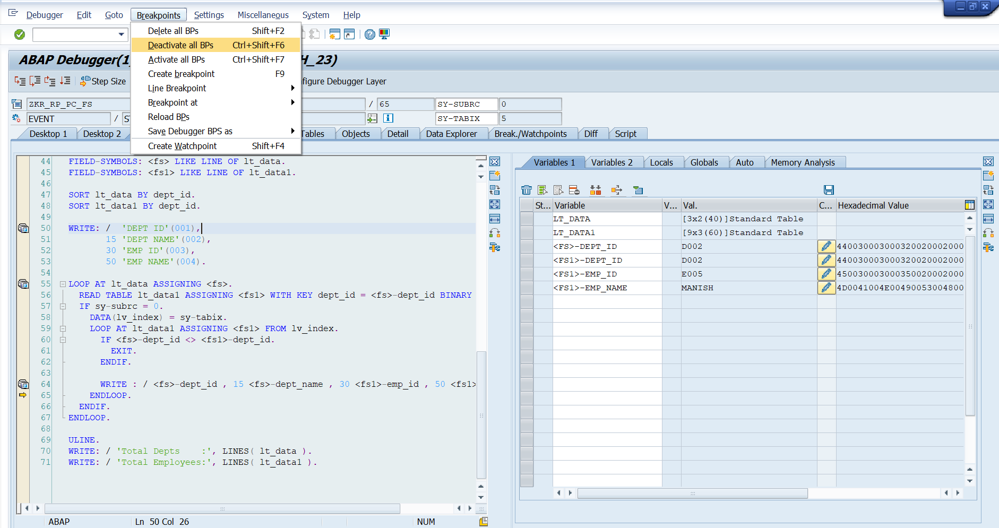 Debugger Edit Goto Breakpoints Settings Miscellaneous System Help
Delete all BPs Shift+F2
Deactivate all BPs Ctrl+Shift+F6
Activate all BPs Ctrl+Shift+F7
Create breakpoint F9
Line Breakpoint
Breakpoint at
Reload BPs
Save Debugger BPS as
Create Watchpoint Shift+F4
ABAP Debugger(1) H_23)
Step Size figure Debugger Layer
ZKR_RP_PC_FS / 65 SY-SUBRC 0
EVENT / ST SY-TABIX 5
Desktop 1 Desktop 2 Tables Objects Detail Data Explorer Break./Watchpoints Diff Script
44 FIELD-SYMBOLS: <fs> LIKE LINE OF lt_data.
45 FIELD-SYMBOLS: <fs1> LIKE LINE OF lt_data1.
46
47 SORT lt_data BY dept_id.
48 SORT lt_data1 BY dept_id.
49
50 WRITE: / 'DEPT ID'(001),
51 15 'DEPT NAME'(002),
52 30 'EMP ID'(003),
53 50 'EMP NAME'(004).
54
55 LOOP AT lt_data ASSIGNING <fs>.
56 READ TABLE lt_data1 ASSIGNING <fs1> WITH KEY dept_id = <fs>-dept_id BINARY
57 IF sy-subrc = 0.
58 DATA(lv_index) = sy-tabix.
59 LOOP AT lt_data1 ASSIGNING <fs1> FROM lv_index.
60 IF <fs>-dept_id <> <fs1>-dept_id.
61 EXIT.
62 ENDIF.
63
64 WRITE : / <fs>-dept_id , 15 <fs>-dept_name , 30 <fs1>-emp_id , 50 <fs1>
65 ENDLOOP.
66 ENDIF.
67 ENDLOOP.
68
69 ULINE.
70 WRITE: / 'Total Depts    :', LINES( lt_data ).
71 WRITE: / 'Total Employees:', LINES( lt_data1 ).
ABAP Ln 50 Col 26 NUM
Variables 1 Variables 2 Locals Globals Auto Memory Analysis
St... Variable V... Val. C... Hexadecimal Value
LT_DATA [3x2(40)]Standard Table
LT_DATA1 [9x3(60)]Standard Table
<FS>-DEPT_ID D002 440030003000320020002000
<FS1>-DEPT_ID D002 440030003000320020002000
<FS1>-EMP_ID E005 450030003000350020002000
<FS1>-EMP_NAME MANISH 4D0041004E00490053004800